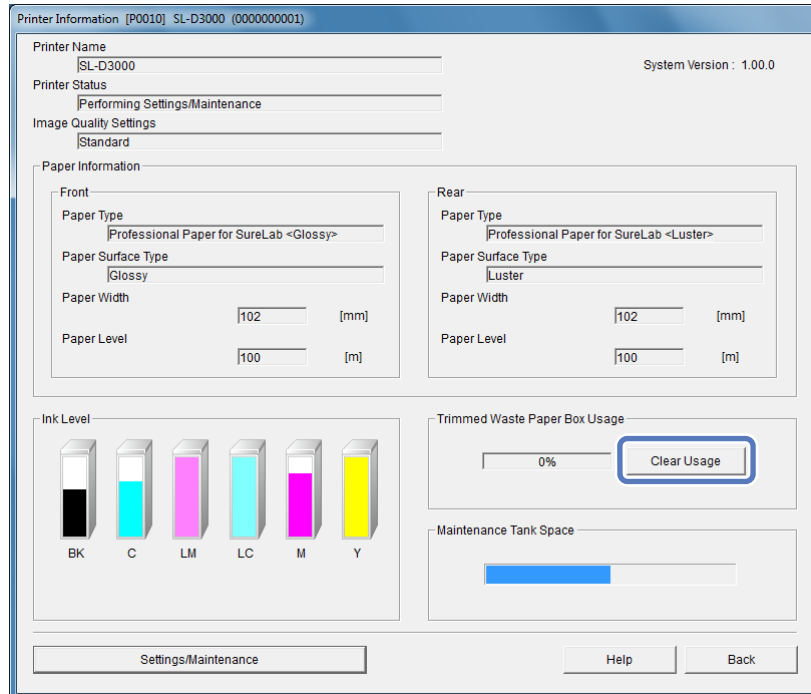 Printer Information [P0010] SL-D3000 (0000000001)
Printer Name
SL-D3000
System Version : 1.00.0
Printer Status
Performing Settings/Maintenance
Image Quality Settings
Standard
Paper Information
Front
Paper Type
Professional Paper for SureLab <Glossy>
Paper Surface Type
Glossy
Paper Width
102 [mm]
Paper Level
100 [m]
Rear
Paper Type
Professional Paper for SureLab <Luster>
Paper Surface Type
Luster
Paper Width
102 [mm]
Paper Level
100 [m]
Ink Level
BK C LM LC M Y
Trimmed Waste Paper Box Usage
0% Clear Usage
Maintenance Tank Space
Settings/Maintenance Help Back